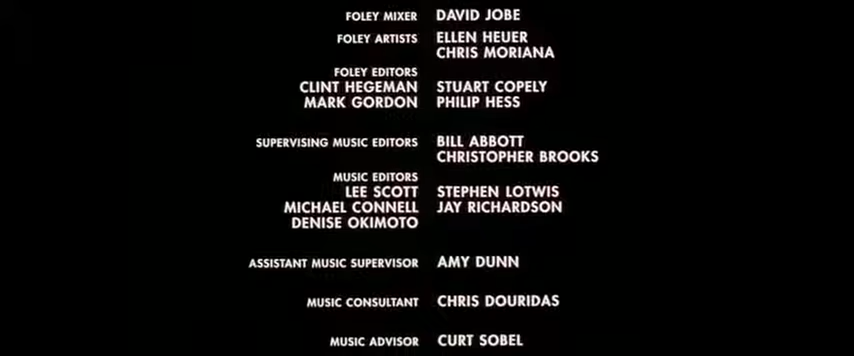 FOLEY MIXER DAVID JOBE
FOLEY ARTISTS ELLEN HEUER
CHRIS MORIANA
FOLEY EDITORS
CLINT HEGEMAN STUART COPELY
MARK GORDON PHILIP HESS
SUPERVISING MUSIC EDITORS BILL ABBOTT
CHRISTOPHER BROOKS
MUSIC EDITORS
LEE SCOTT STEPHEN LOTWIS
MICHAEL CONNELL JAY RICHARDSON
DENISE OKIMOTO
ASSISTANT MUSIC SUPERVISOR AMY DUNN
MUSIC CONSULTANT CHRIS DOURIDAS
MUSIC ADVISOR CURT SOBEL